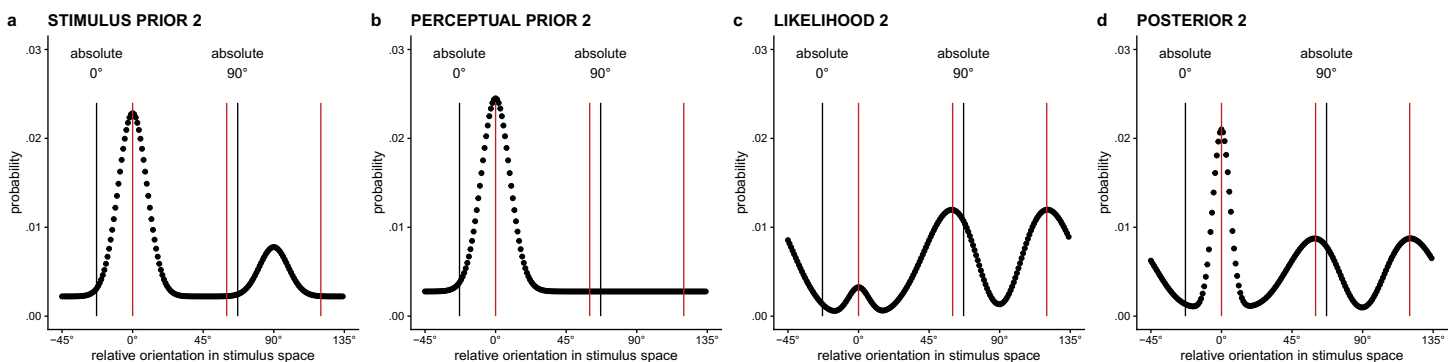 a STIMULUS PRIOR 2
absolute
0°
absolute
90°
.03
.02
.01
.00
probability
−45°
0°
45°
90°
135°
relative orientation in stimulus space
b PERCEPTUAL PRIOR 2
absolute
0°
absolute
90°
.03
.02
.01
.00
probability
−45°
0°
45°
90°
135°
relative orientation in stimulus space
c LIKELIHOOD 2
absolute
0°
absolute
90°
.03
.02
.01
.00
probability
−45°
0°
45°
90°
135°
relative orientation in stimulus space
d POSTERIOR 2
absolute
0°
absolute
90°
.03
.02
.01
.00
probability
−45°
0°
45°
90°
135°
relative orientation in stimulus space